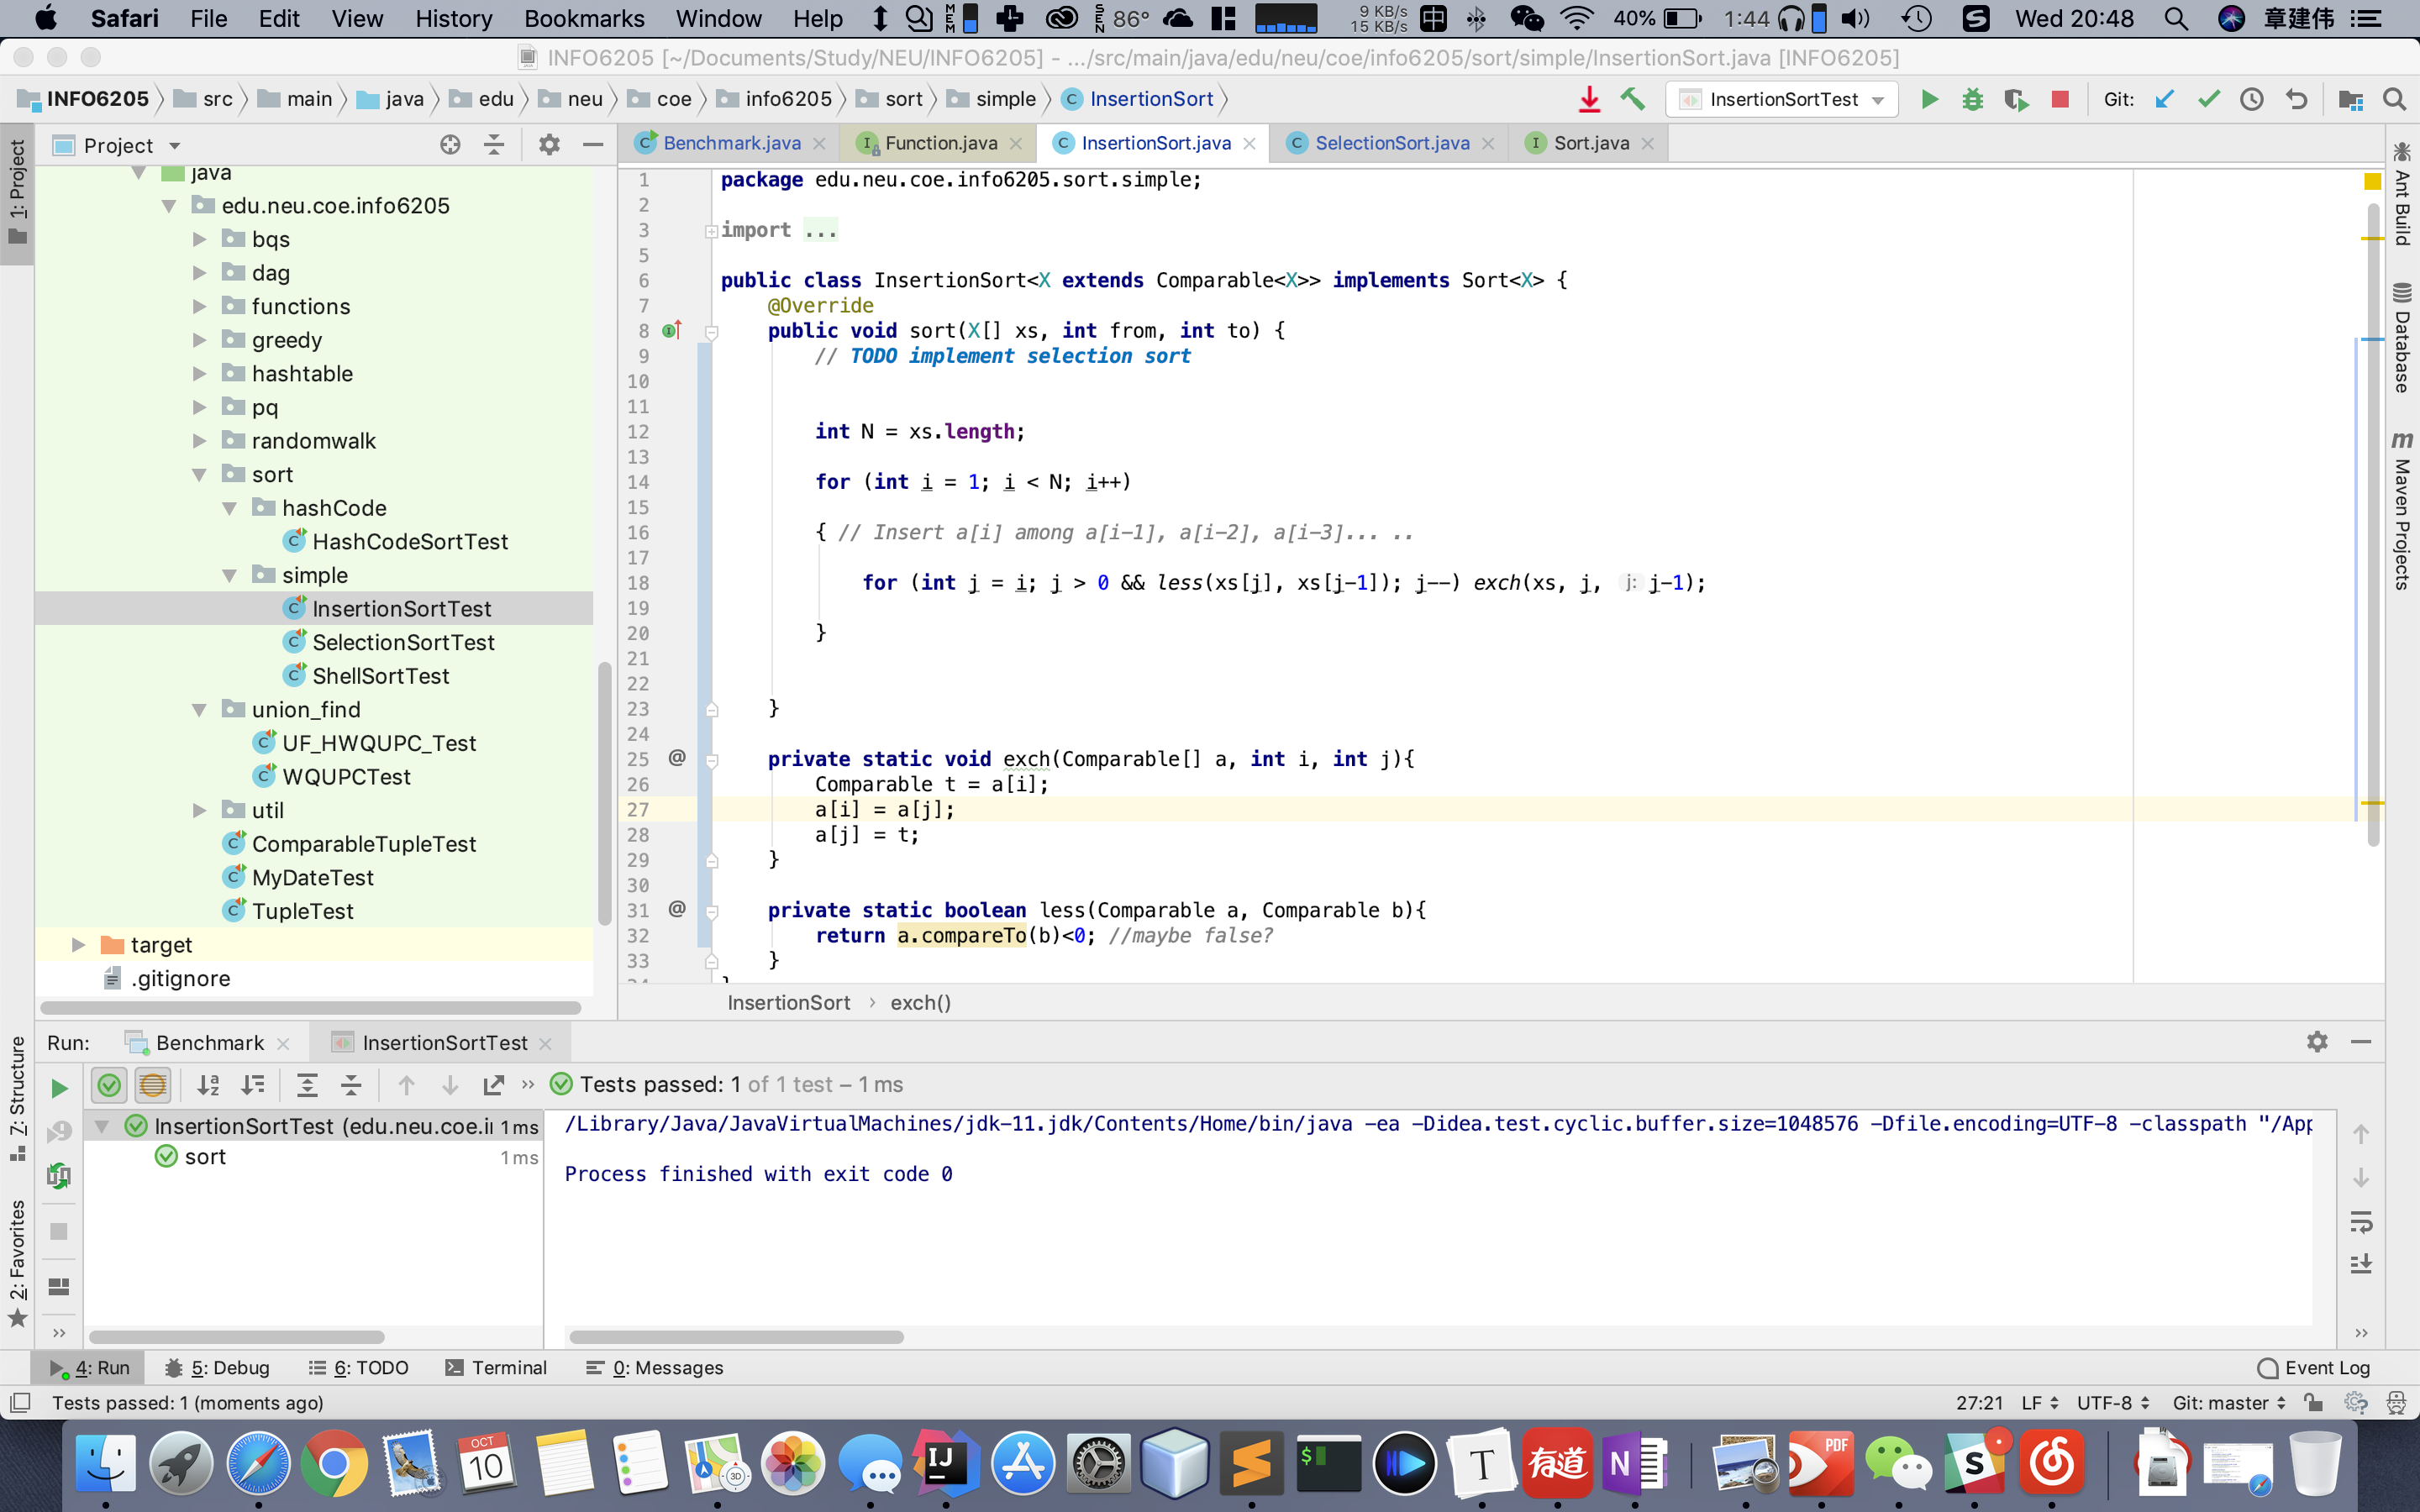 Safari File Edit View History Bookmarks Window Help MEM SEN 86° 9 KB/s 15 KB/s 40% 1:44 Wed 20:48 章建伟
INFO6205 [~/Documents/Study/NEU/INFO6205] - .../src/main/java/edu/neu/coe/info6205/sort/simple/InsertionSort.java [INFO6205]
INFO6205 src main java edu neu coe info6205 sort simple InsertionSort InsertionSortTest Git:
1: Project
Project
java
edu.neu.coe.info6205
bqs
dag
functions
greedy
hashtable
pq
randomwalk
sort
hashCode
HashCodeSortTest
simple
InsertionSortTest
SelectionSortTest
ShellSortTest
union_find
UF_HWQUPC_Test
WQUPCTest
util
ComparableTupleTest
MyDateTest
TupleTest
target
.gitignore
Benchmark.java Function.java InsertionSort.java SelectionSort.java Sort.java
1 package edu.neu.coe.info6205.sort.simple;
2
3 import ...
5
6 public class InsertionSort<X extends Comparable<X>> implements Sort<X> {
7 @Override
8 public void sort(X[] xs, int from, int to) {
9 // TODO implement selection sort
10
11
12 int N = xs.length;
13
14 for (int i = 1; i < N; i++)
15
16 { // Insert a[i] among a[i-1], a[i-2], a[i-3]... ..
17
18 for (int j = i; j > 0 && less(xs[j], xs[j-1]); j--) exch(xs, j, j: j-1);
19
20 }
21
22
23 }
24
25 private static void exch(Comparable[] a, int i, int j){
26 Comparable t = a[i];
27 a[i] = a[j];
28 a[j] = t;
29 }
30
31 private static boolean less(Comparable a, Comparable b){
32 return a.compareTo(b)<0; //maybe false?
33 }
InsertionSort › exch()
Ant Build
Database
Maven Projects
7: Structure
2: Favorites
Run: Benchmark InsertionSortTest
Tests passed: 1 of 1 test – 1 ms
InsertionSortTest (edu.neu.coe.i 1 ms
sort 1 ms
/Library/Java/JavaVirtualMachines/jdk-11.jdk/Contents/Home/bin/java -ea -Didea.test.cyclic.buffer.size=1048576 -Dfile.encoding=UTF-8 -classpath "/App
Process finished with exit code 0
4: Run 5: Debug 6: TODO Terminal 0: Messages Event Log
Tests passed: 1 (moments ago) 27:21 LF UTF-8 Git: master
OCT
10
3D
IJ
$
T
有道
N
PDF
S